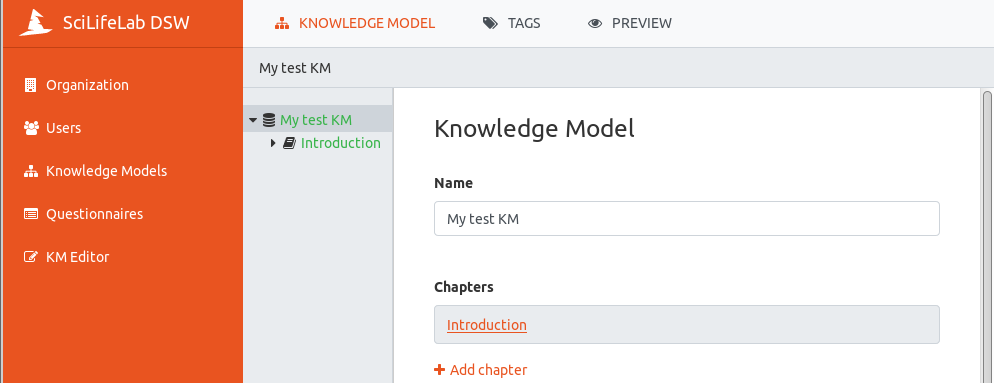 SciLifeLab DSW
KNOWLEDGE MODEL
TAGS
PREVIEW
My test KM
Organization
Users
Knowledge Models
Questionnaires
KM Editor
My test KM
Introduction
Knowledge Model
Name
My test KM
Chapters
Introduction
Add chapter